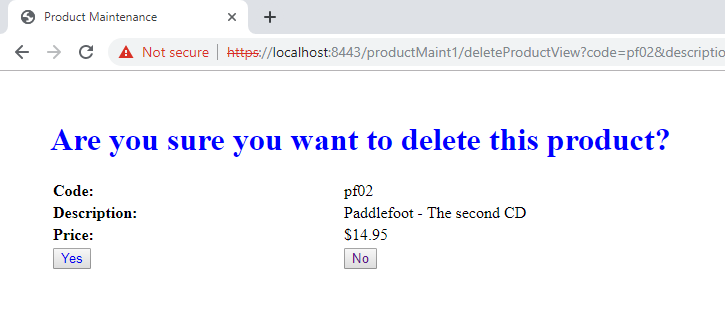 Product Maintenance
Not secure https://localhost:8443/productMaint1/deleteProductView?code=pf02&descriptio
Are you sure you want to delete this product?
Code: pf02
Description: Paddlefoot - The second CD
Price: $14.95
Yes No